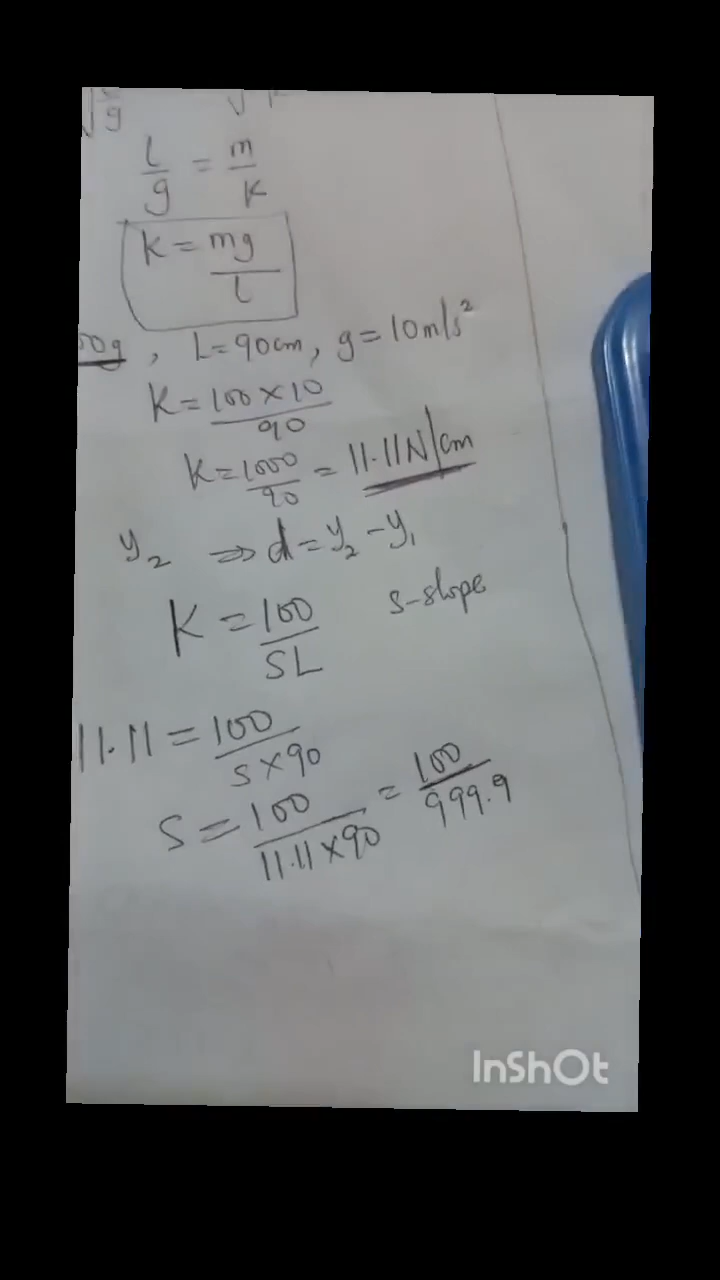 g
l/g = m/K
K = mg/l
00g, L=90cm, g=10m/s²
K = 100×10/90
K = 1000/90 = 11.11N/cm
y₂ ⇒ d = y₂ - y₁
K = 100/SL s-slope
11.11 = 100/S×90
S = 100/11.11×90 = 100/999.9
InShOt